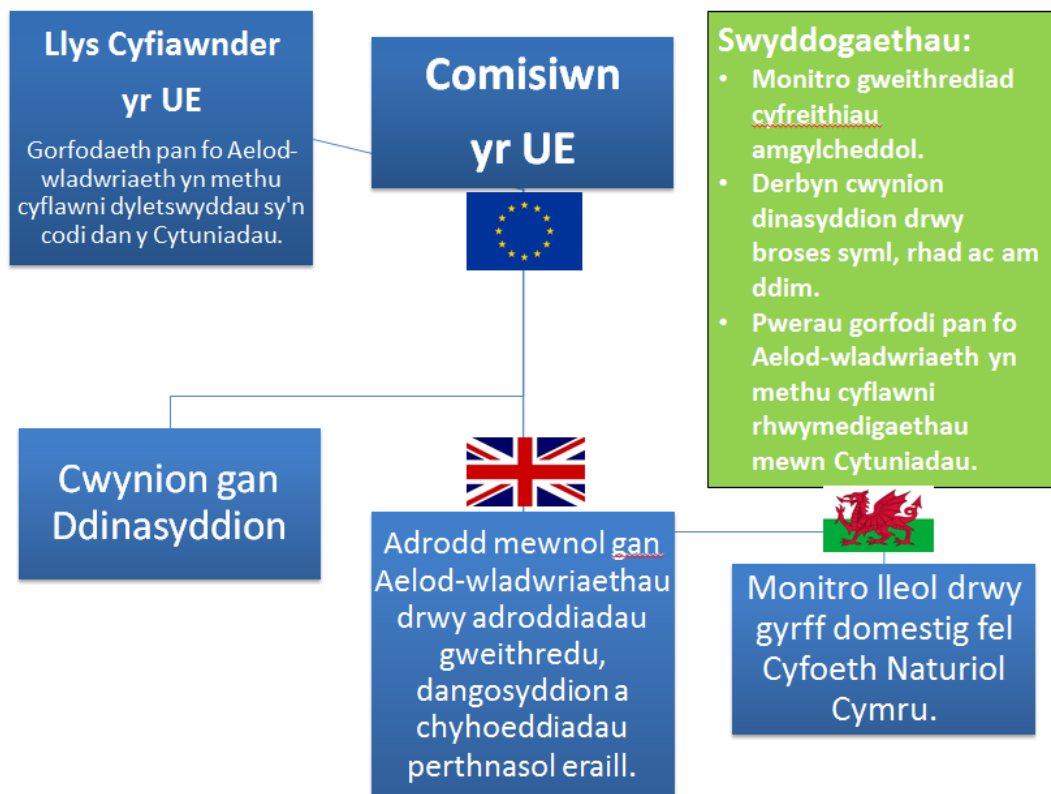 Llys Cyfiawnder
yr UE
Gorfodaeth pan fo Aelod-
wladwriaeth yn methu
cyflawni dyletswyddau sy'n
codi dan y Cytuniadau.
Comisiwn
yr UE
Swyddogaethau:
• Monitro gweithrediad
cyfreithiau
amgylcheddol.
• Derbyn cwynion
dinasyddion drwy
broses syml, rhad ac am
ddim.
• Pwerau gorfodi pan fo
Aelod-wladwriaeth yn
methu cyflawni
rhwymedigaethau
mewn Cytuniadau.
Cwynion gan
Ddinasyddion
Adrodd mewnol gan
Aelod-wladwriaethau
drwy adroddiadau
gweithredu,
dangosyddion a
chyhoeddiadau
perthnasol eraill.
Monitro lleol drwy
gyrff domestig fel
Cyfoeth Naturiol
Cymru.